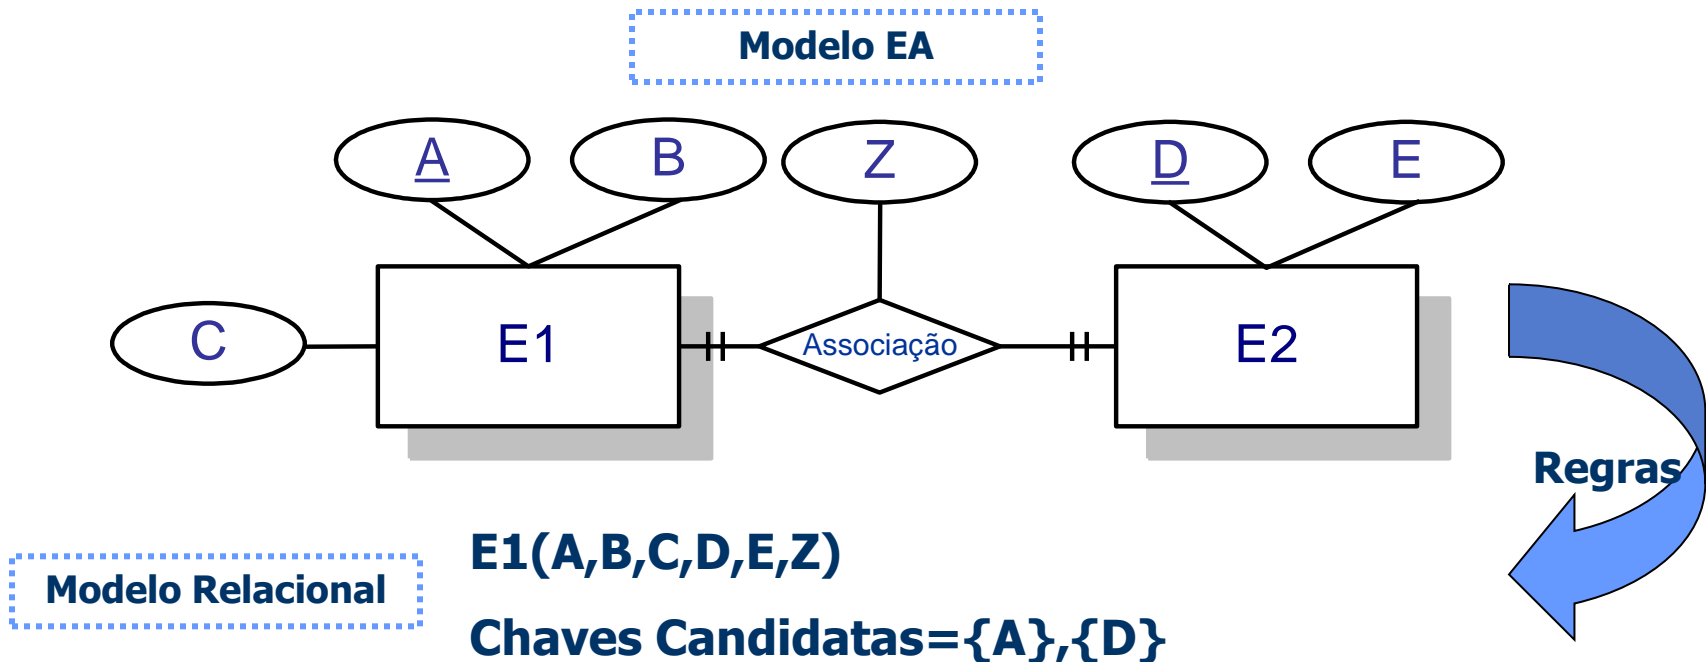 Modelo EA
A
B
Z
D
E
C
E1
Associação
E2
Regras
E1(A,B,C,D,E,Z)
Modelo Relacional
Chaves Candidatas={A},{D}